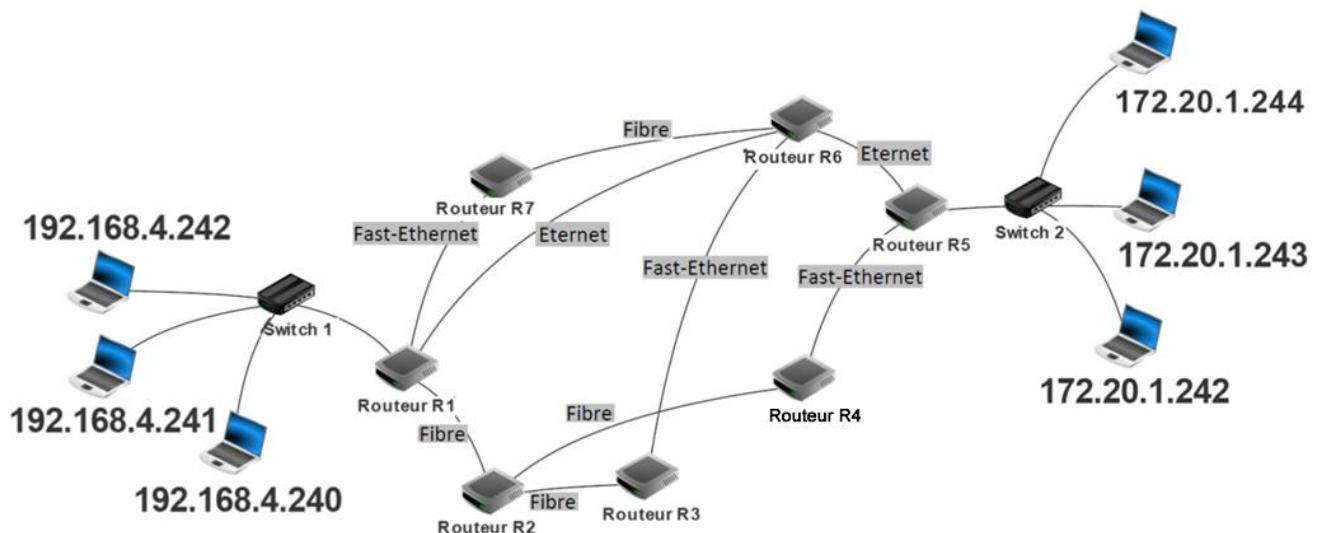 172.20.1.244
Fibre
Routeur R6
Eternet
Routeur R7
192.168.4.242
Fast-Ethernet
Eternet
Routeur R5
Switch 2
172.20.1.243
Fast-Ethernet
Fast-Ethernet
Switch 1
172.20.1.242
Routeur R1
192.168.4.241
Fibre
Fibre
Routeur R4
192.168.4.240
Fibre
Routeur R3
Routeur R2